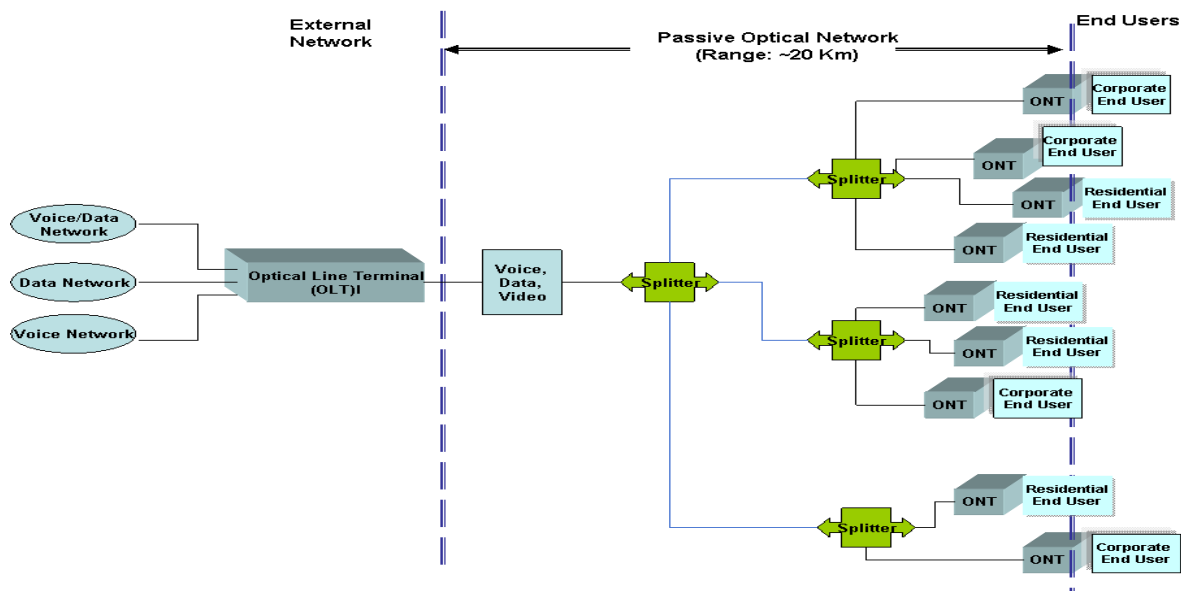 External
Network
Passive Optical Network
(Range: ~20 Km)
End Users
Voice/Data
Network
Data Network
Voice Network
Optical Line Terminal
(OLT)l
Voice,
Data,
Video
Splitter
Splitter
ONT
Corporate
End User
ONT
Corporate
End User
ONT
Residential
End User
ONT
Residential
End User
Splitter
ONT
Residential
End User
ONT
Residential
End User
ONT
Corporate
End User
Splitter
ONT
Residential
End User
ONT
Corporate
End User